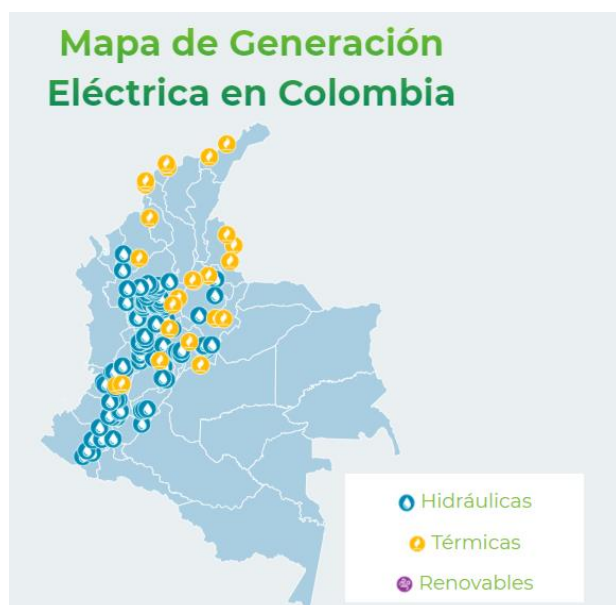 Mapa de Generación
Eléctrica en Colombia
Hidráulicas
Térmicas
Renovables